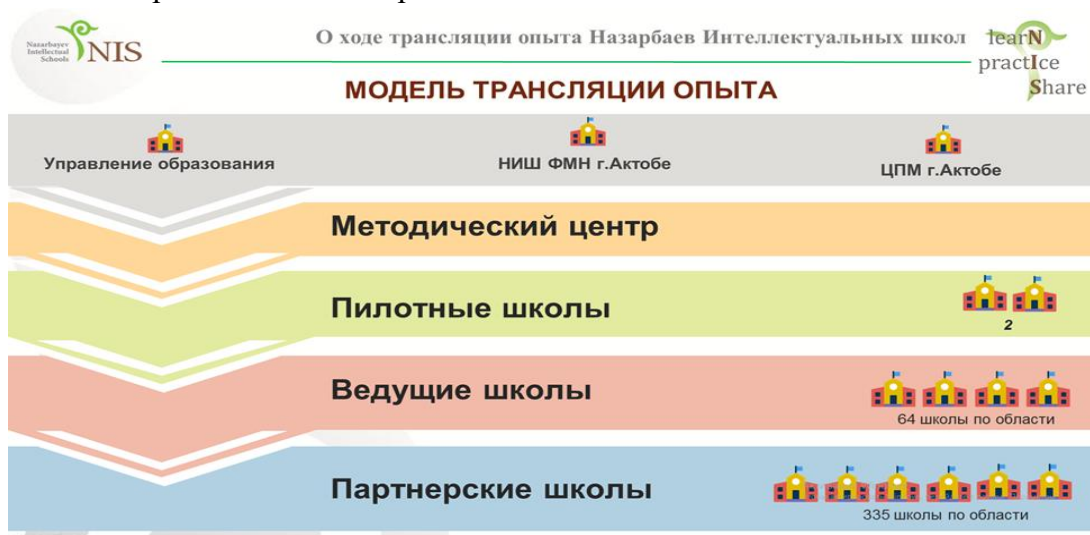 Nazarbayev
Intellectual
Schools
NIS
О ходе трансляции опыта Назарбаев Интеллектуальных школ
learN
practIce
Share
МОДЕЛЬ ТРАНСЛЯЦИИ ОПЫТА
Управление образования
НИШ ФМН г.Актобе
ЦПМ г.Актобе
Методический центр
Пилотные школы
2
Ведущие школы
64 школы по области
Партнерские школы
335 школы по области